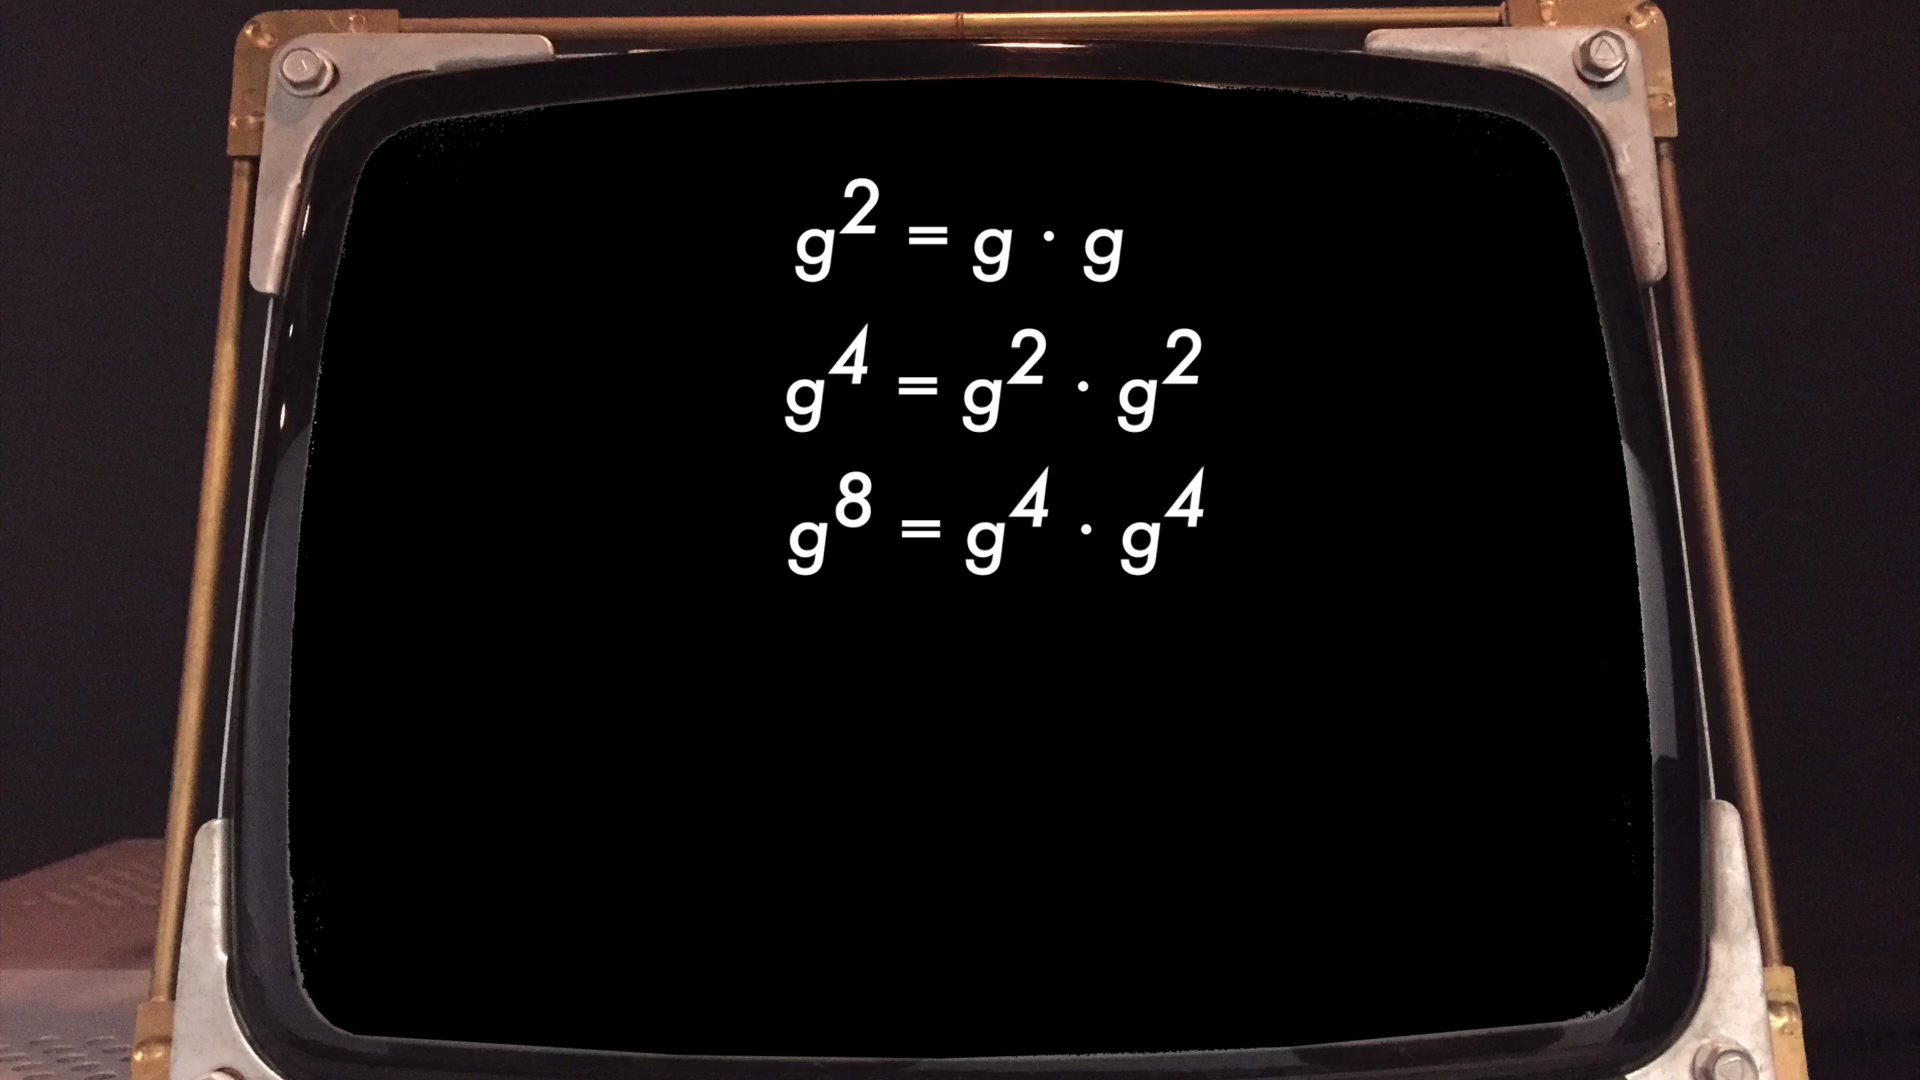 g² = g · g
g⁴ = g² · g²
g⁸ = g⁴ · g⁴